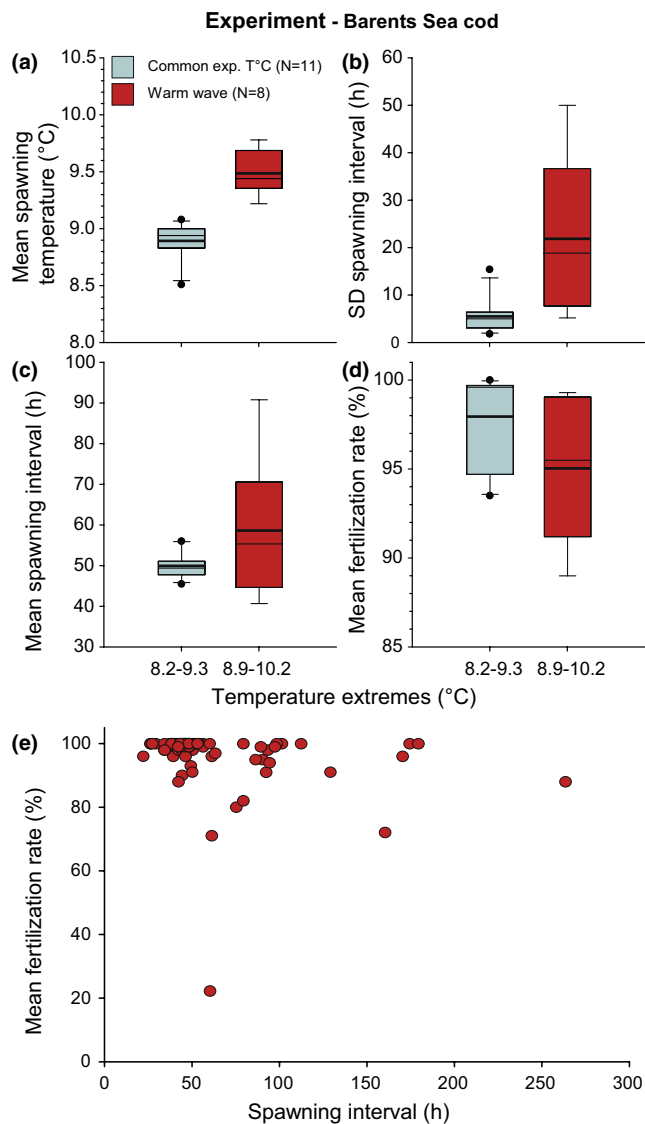 Experiment - Barents Sea cod
(a)
Common exp. T°C (N=11)
Warm wave (N=8)
Mean spawning
temperature (°C)
10.5
10.0
9.5
9.0
8.5
8.0
(b)
SD spawning interval (h)
60
50
40
30
20
10
0
(c)
Mean spawning interval (h)
100
90
80
70
60
50
40
30
8.2-9.3
8.9-10.2
(d)
Mean fertilization rate (%)
100
95
90
85
8.2-9.3
8.9-10.2
Temperature extremes (°C)
(e)
Mean fertilization rate (%)
100
80
60
40
20
0
0
50
100
150
200
250
300
Spawning interval (h)